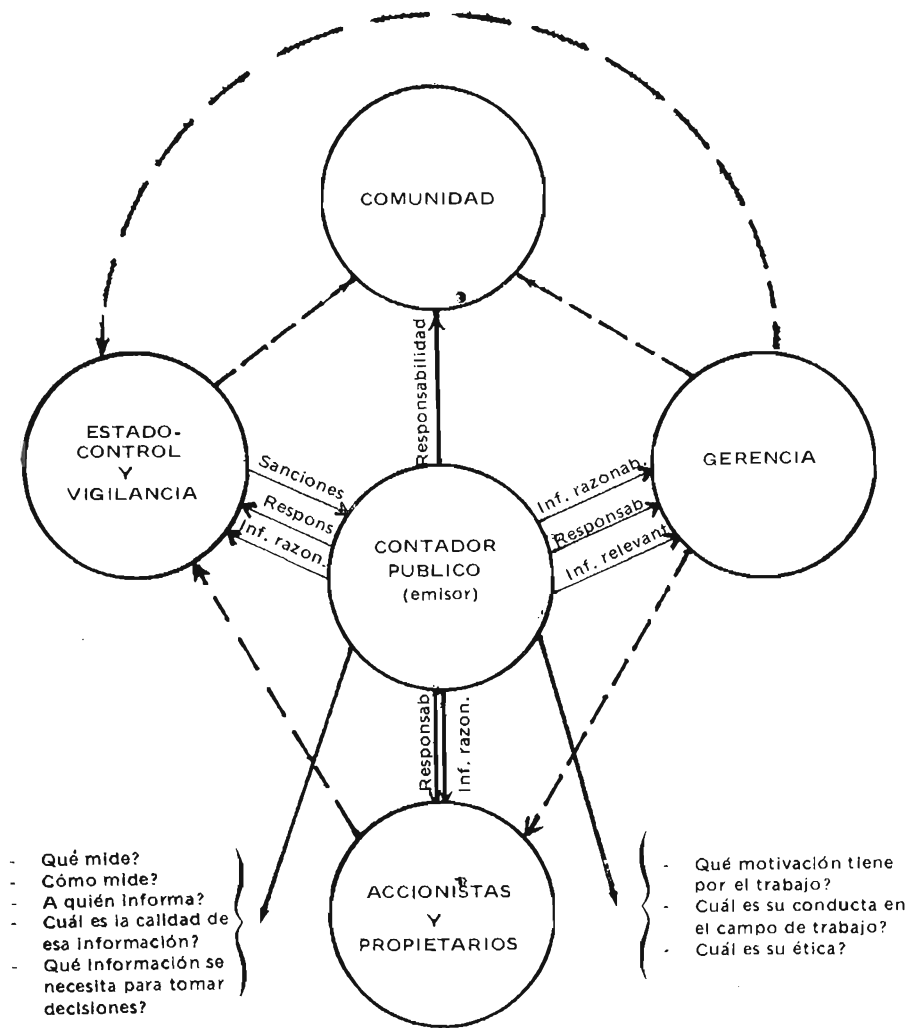 COMUNIDAD
Responsabilidad
ESTADO-
CONTROL
Y
VIGILANCIA
Sanciones
Respons
Inf. razon.
CONTADOR
PUBLICO
(emisor)
Inf. razonab.
Responsab.
Inf. relevant
GERENCIA
Responsab
Inf. razon.
ACCIONISTAS
Y
PROPIETARIOS
- Qué mide?
- Cómo mide?
- A quién informa?
- Cuál es la calidad de
esa información?
- Qué información se
necesita para tomar
decisiones?
- Qué motivación tiene
por el trabajo?
- Cuál es su conducta en
el campo de trabajo?
- Cuál es su ética?